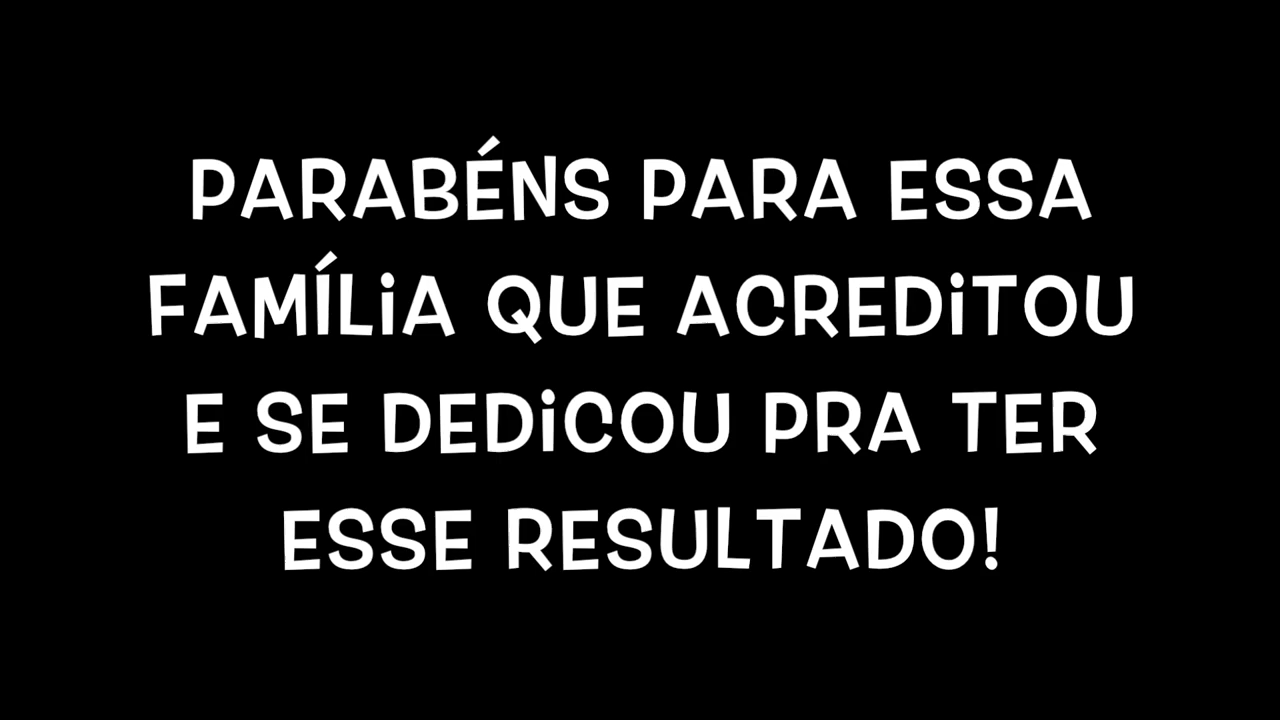 PARABÉNS PARA ESSA
FAMÍLIA QUE ACREDITOU
E SE DEDICOU PRA TER
ESSE RESULTADO!